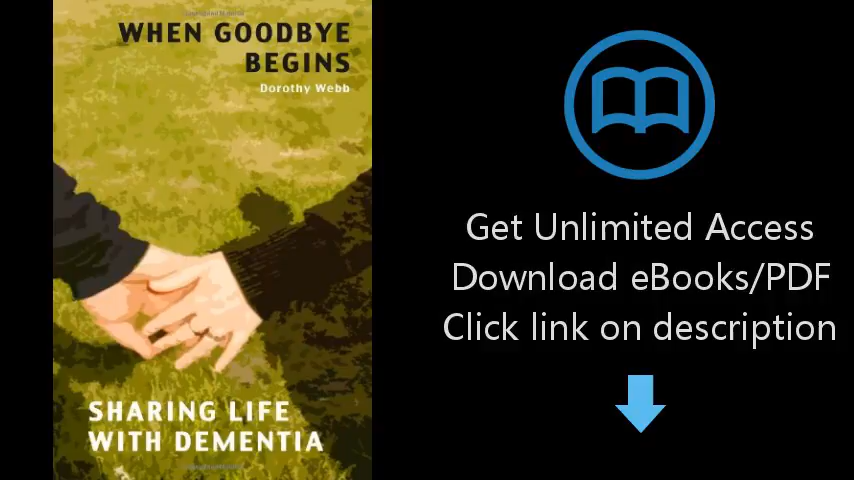 WHEN GOODBYE
BEGINS
Dorothy Webb
SHARING LIFE
WITH DEMENTIA
Get Unlimited Access
Download eBooks/PDF
Click link on description